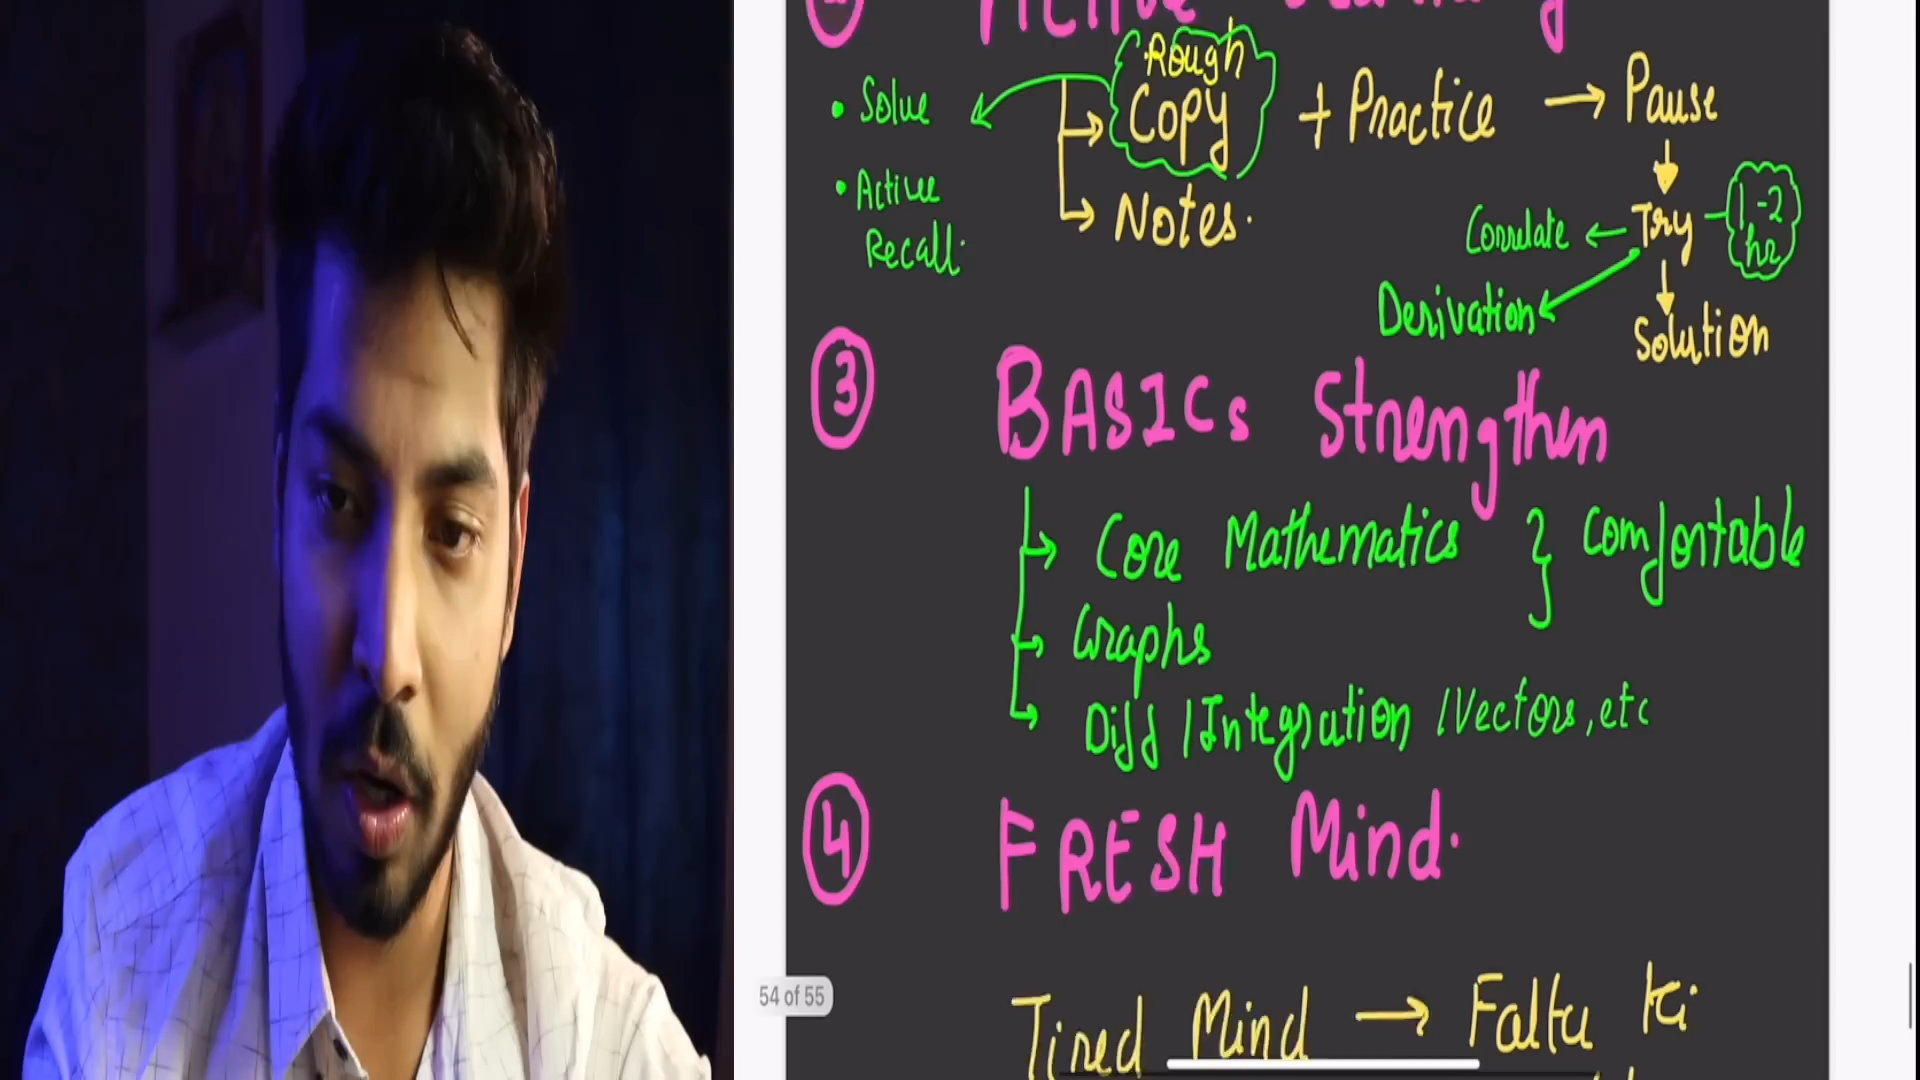 Active
Rough
• Solve Copy + Practice → Pause
• Active
Recall. Notes.
Correlate ← Try 1-2
hr
Derivation
Solution
③ BASICs Strengthen
Core Mathematics } Comfortable
Graphs
Diff / Integration / Vectors, etc
④ FRESH Mind.
54 of 55
Tired Mind → Faltu ki